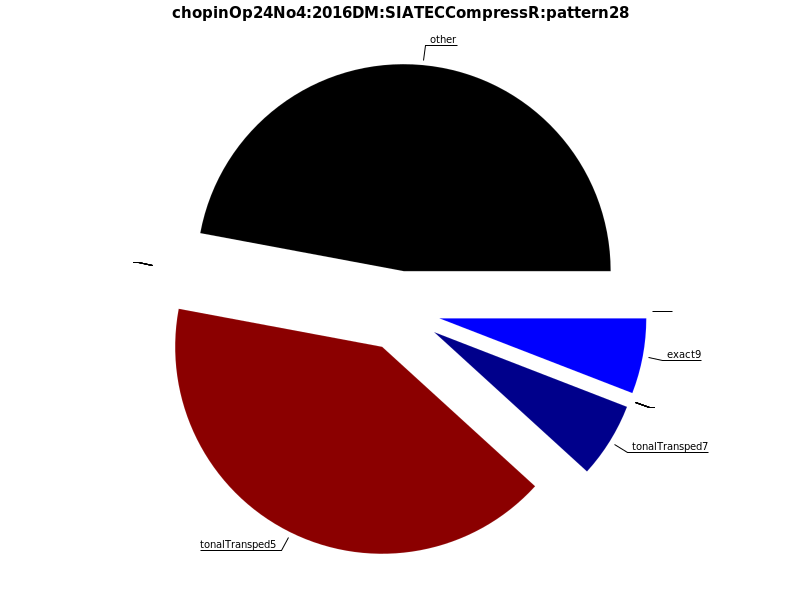 chopinOp24No4:2016DM:SIATECCompressR:pattern28
other
exact9
tonalTransped7
tonalTransped5